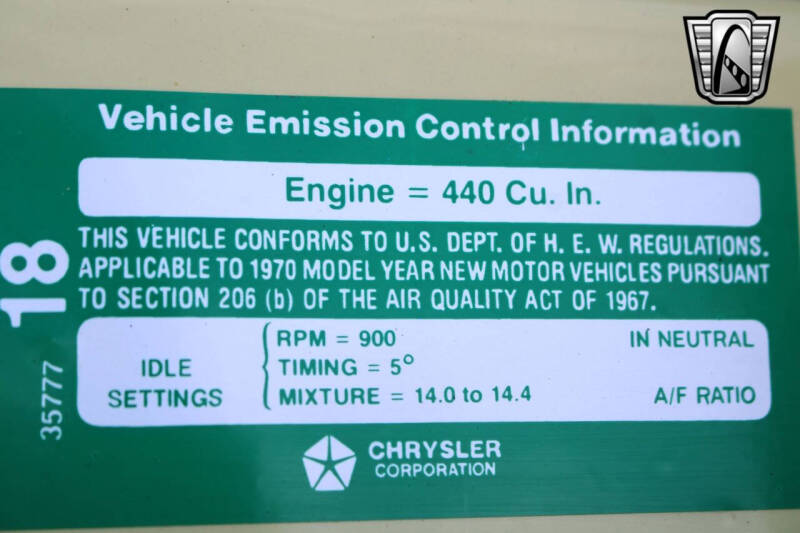 Vehicle Emission Control Information
Engine = 440 Cu. In.
THIS VEHICLE CONFORMS TO U.S. DEPT. OF H. E. W. REGULATIONS.
APPLICABLE TO 1970 MODEL YEAR NEW MOTOR VEHICLES PURSUANT
TO SECTION 206 (b) OF THE AIR QUALITY ACT OF 1967.
18
35777
IDLE
SETTINGS
RPM = 900 IN NEUTRAL
TIMING = 5°
MIXTURE = 14.0 to 14.4 A/F RATIO
CHRYSLER
CORPORATION